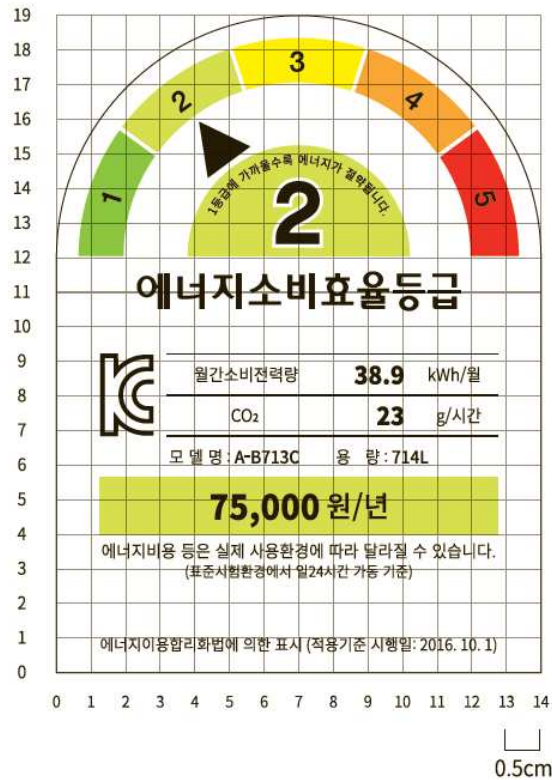 19
18
17
16
15
14
13
12
11
10
9
8
7
6
5
4
3
2
1
0
1
2
3
4
5
1등급에 가까울수록 에너지가 절약됩니다.
2
에너지소비효율등급
월간소비전력량 38.9 kWh/월
CO₂ 23 g/시간
모 델 명 : A-B713C 용 량 : 714L
75,000 원/년
에너지비용 등은 실제 사용환경에 따라 달라질 수 있습니다.
(표준시험환경에서 일24시간 가동 기준)
에너지이용합리화법에 의한 표시 (적용기준 시행일: 2016. 10. 1)
0 1 2 3 4 5 6 7 8 9 10 11 12 13 14
0.5cm